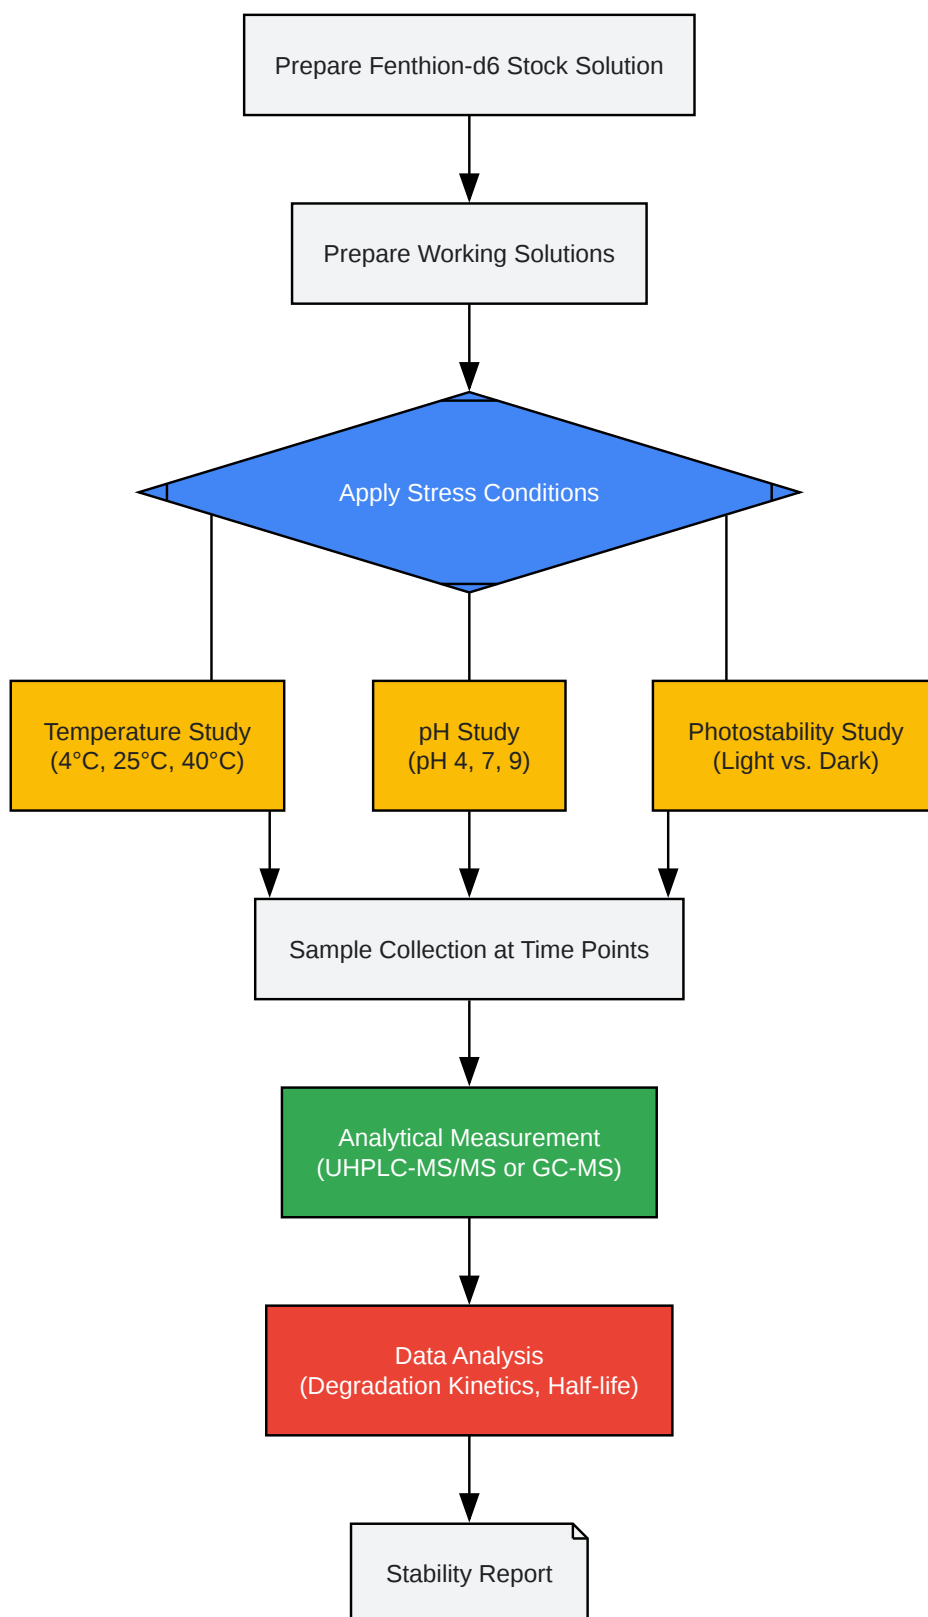 Prepare Fenthion-d6 Stock Solution
Prepare Working Solutions
Apply Stress Conditions
Temperature Study
(4°C, 25°C, 40°C)
pH Study
(pH 4, 7, 9)
Photostability Study
(Light vs. Dark)
Sample Collection at Time Points
Analytical Measurement
(UHPLC-MS/MS or GC-MS)
Data Analysis
(Degradation Kinetics, Half-life)
Stability Report